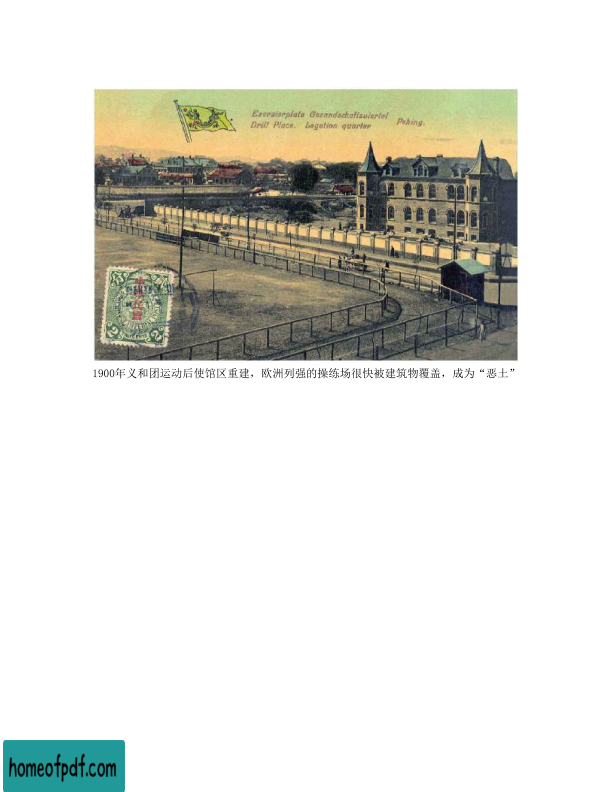 Exerzierplatz Gesandschaftsviertel
Drill Place. Legation quarter
Peking.
2
1900年义和团运动后使馆区重建，欧洲列强的操练场很快被建筑物覆盖，成为“恶土”
homeofpdf.com